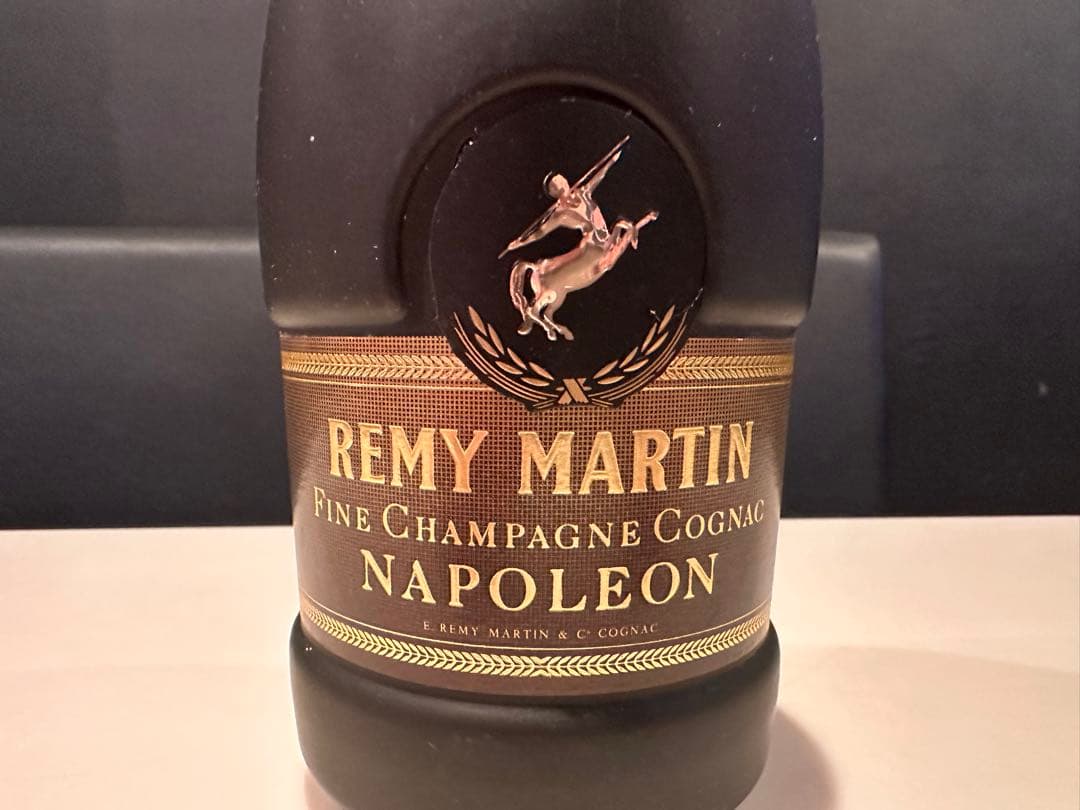 REMY MARTIN
FINE CHAMPAGNE COGNAC
NAPOLEON
E. REMY MARTIN & Cº COGNAC